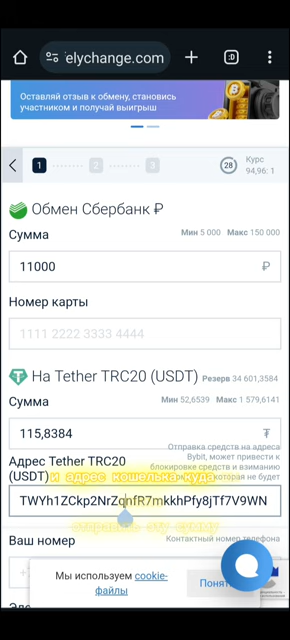 elychange.com
:D
Оставляй отзыв к обмену, становись
участником и получай выигрыш
1 2 3
28
Курс
94,96: 1
Обмен Сбербанк ₽
Сумма
Мин 5 000 Макс 150 000
11000 ₽
Номер карты
1111 2222 3333 4444
На Tether TRC20 (USDT) Резерв 34 601,3584
Сумма
Мин 52,6539 Макс 1 579,6141
115,8384 ₮
Отправка средств на адреса
Bybit, может привести к
блокировке средств и взиманию
которая не будет
Адрес Tether TRC20
(USDT)
и адрес кошелька куда
TWYh1ZCkp2NrZqnfR7mkkhPfy8jTf7V9WN
отправить эту сумму
Ваш номер
Контактный номер телефона
Мы используем cookie-
файлы